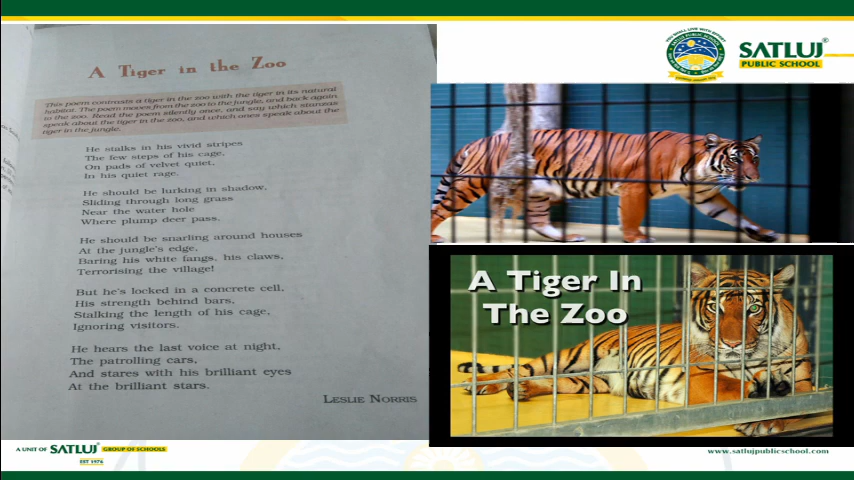 A Tiger in the Zoo
This poem contrasts a tiger in the zoo with the tiger in its natural
habitat. The poem moves from the zoo to the jungle, and back again
to the zoo. Read the poem silently once, and say which stanzas
speak about the tiger in the zoo, and which ones speak about the
tiger in the jungle.
He stalks in his vivid stripes
The few steps of his cage,
On pads of velvet quiet,
In his quiet rage.
He should be lurking in shadow,
Sliding through long grass
Near the water hole
Where plump deer pass.
He should be snarling around houses
At the jungle's edge,
Baring his white fangs, his claws,
Terrorising the village!
But he's locked in a concrete cell,
His strength behind bars,
Stalking the length of his cage,
Ignoring visitors.
He hears the last voice at night,
The patrolling cars,
And stares with his brilliant eyes
At the brilliant stars.
LESLIE NORRIS
SATLUJ
PUBLIC SCHOOL
A Tiger In
The Zoo
A UNIT OF SATLUJ GROUP OF SCHOOLS
EST 1976
www.satlujpublicschool.com